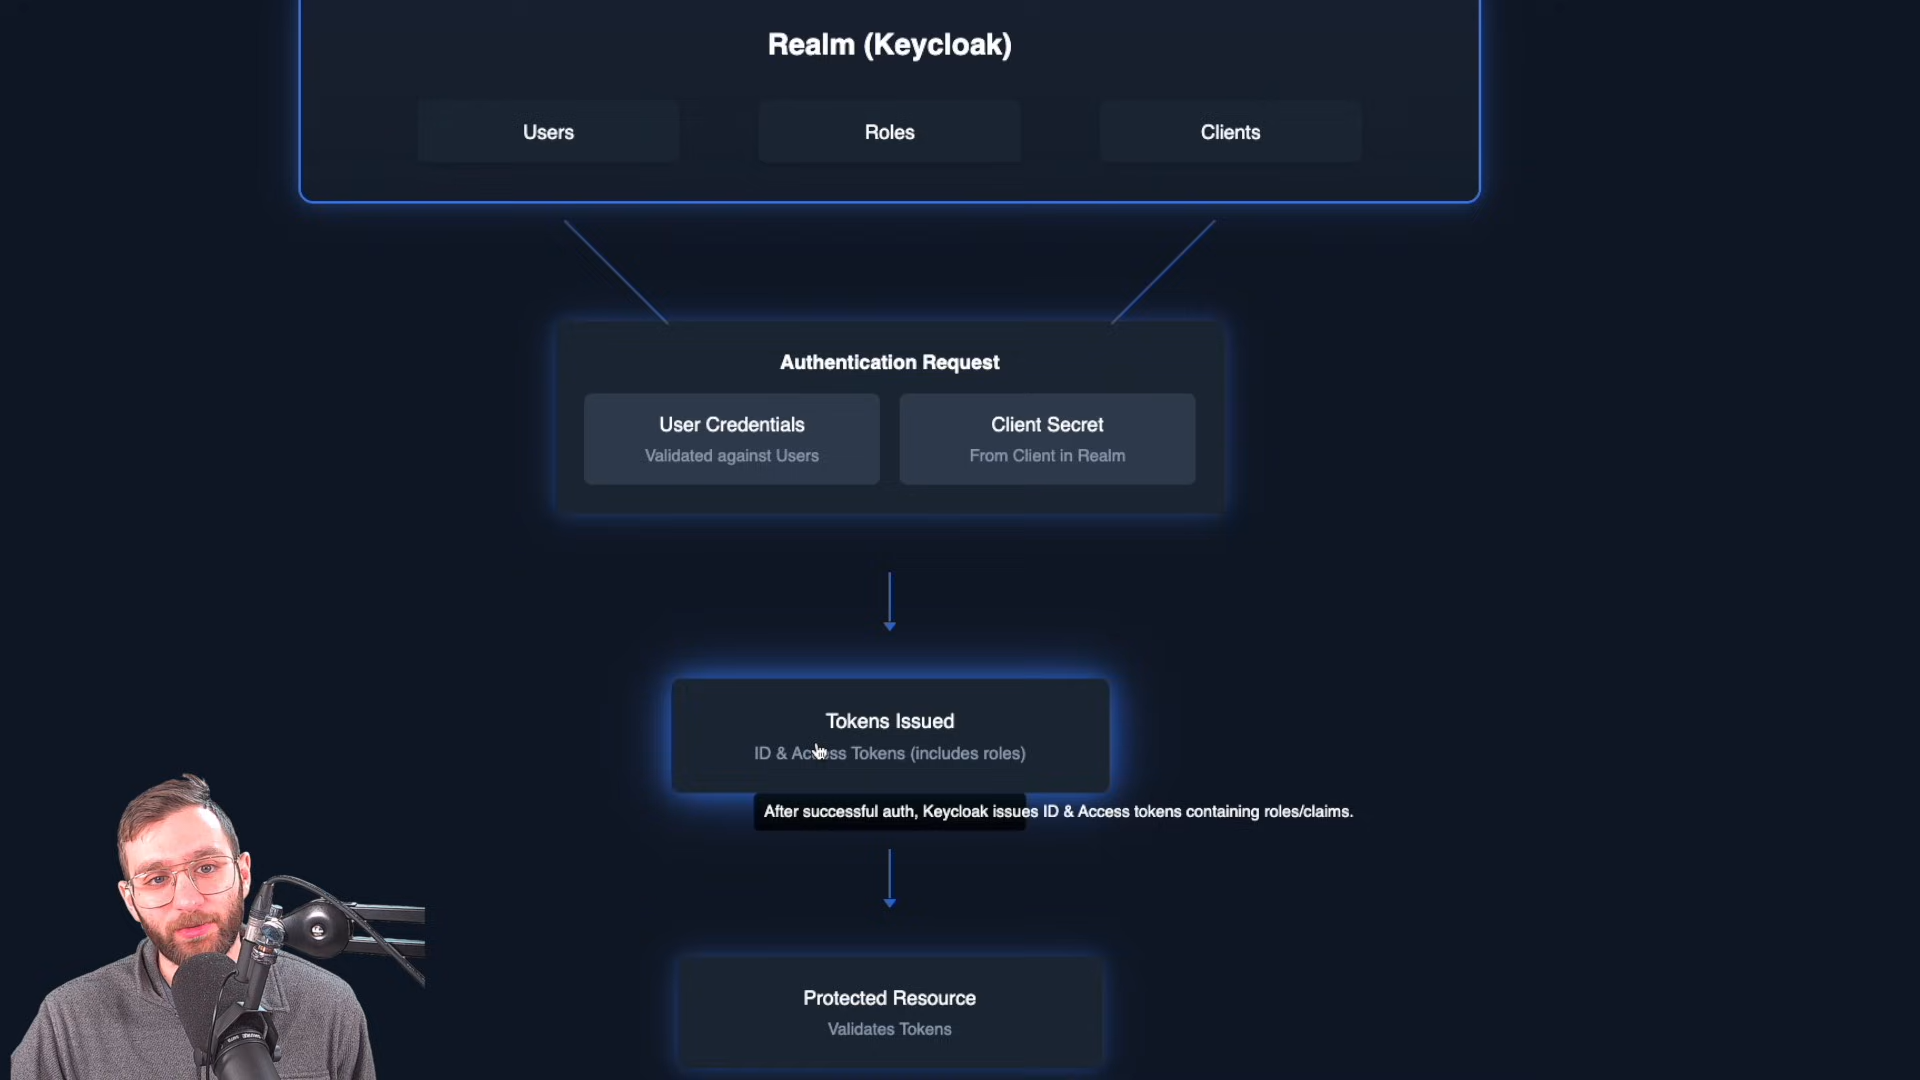 Realm (Keycloak)
Users
Roles
Clients
Authentication Request
User Credentials
Client Secret
Validated against Users
From Client in Realm
Tokens Issued
ID & Access Tokens (includes roles)
After successful auth, Keycloak issues ID & Access tokens containing roles/claims.
Protected Resource
Validates Tokens